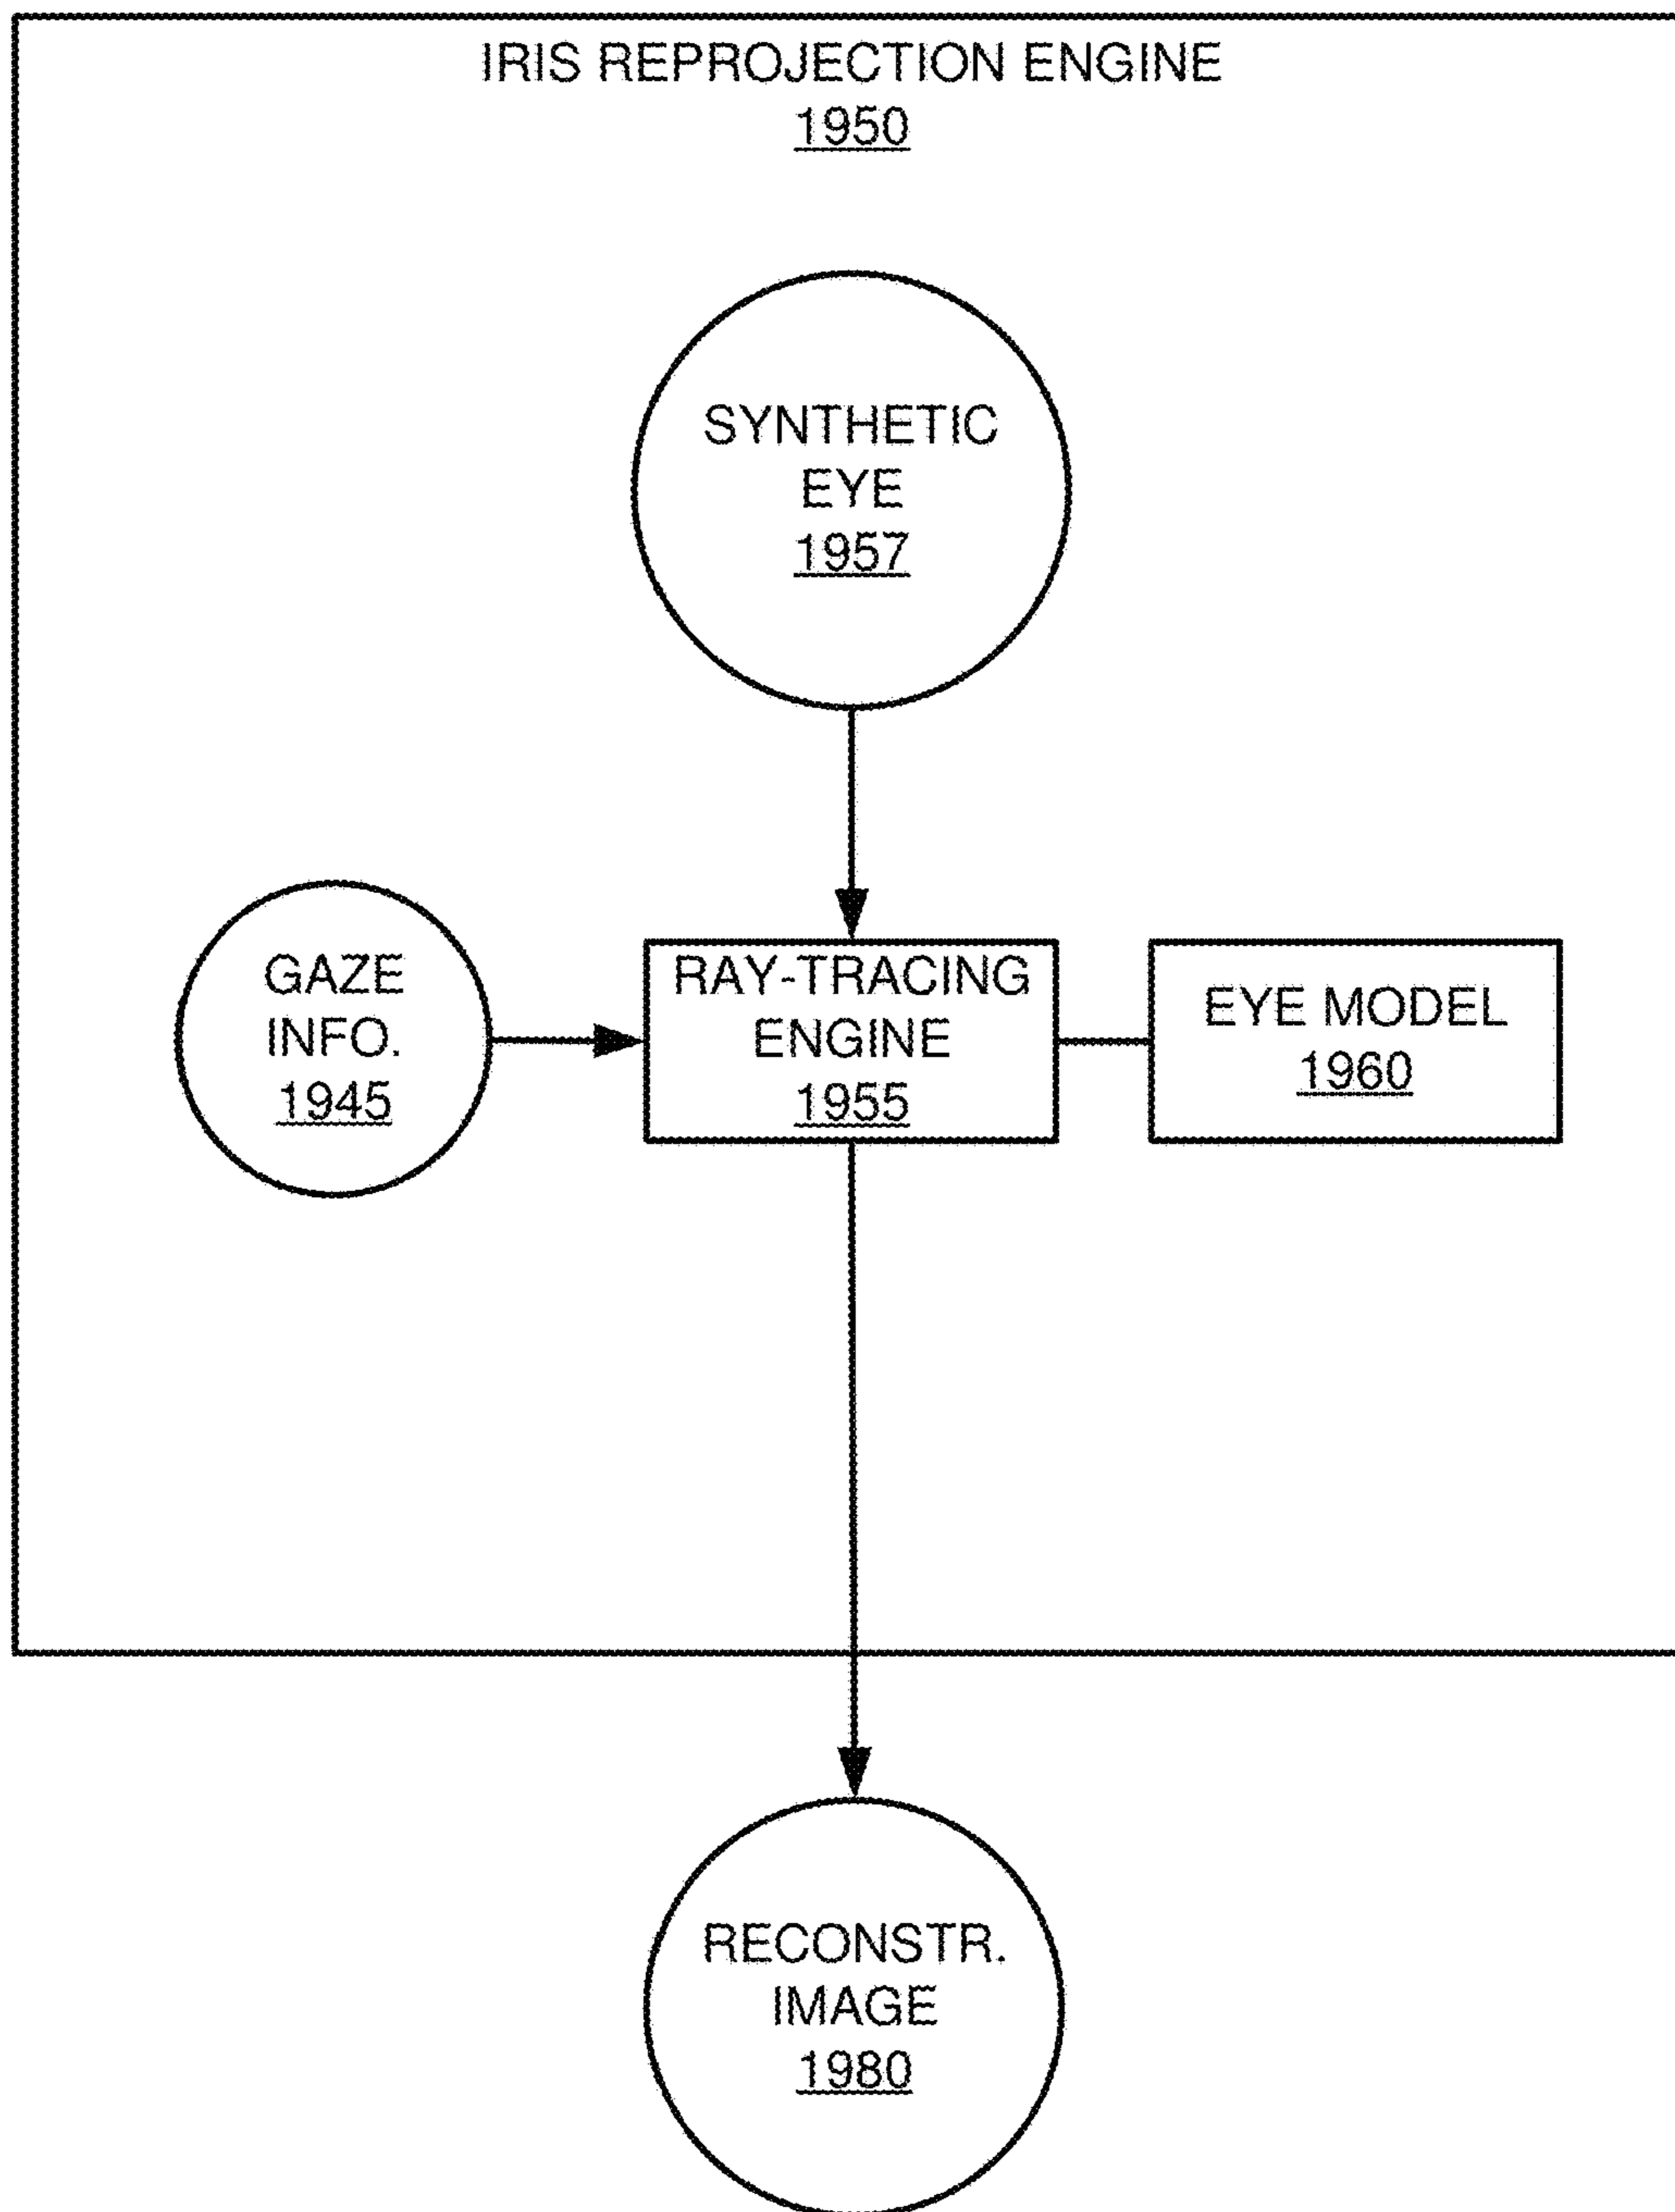 IRIS REPROJECTION ENGINE
1950
SYNTHETIC
EYE
1957
GAZE
INFO.
1945
RAY-TRACING
ENGINE
1955
EYE MODEL
1960
RECONSTR.
IMAGE
1980